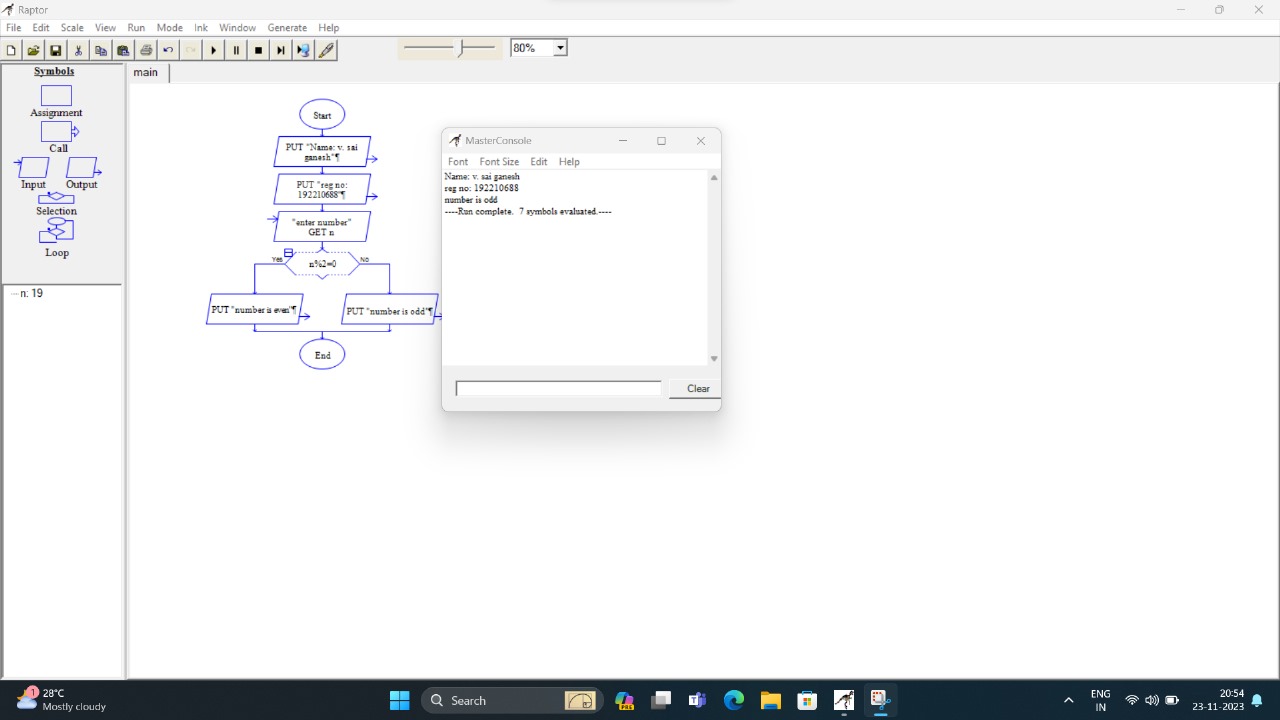 Raptor
File Edit Scale View Run Mode Ink Window Generate Help
80%
Symbols
main
Assignment
Call
Input Output
Selection
Loop
n: 19
Start
PUT "Name: v. sai
ganesh"¶
PUT "reg no:
192210688"¶
"enter number"
GET n
Yes
n%2=0
No
PUT "number is even"¶
PUT "number is odd"¶
End
MasterConsole
Font Font Size Edit Help
Name: v. sai ganesh
reg no: 192210688
number is odd
----Run complete. 7 symbols evaluated.----
Clear
1
28°C
Mostly cloudy
Search
PRE
ENG
IN
20:54
23-11-2023